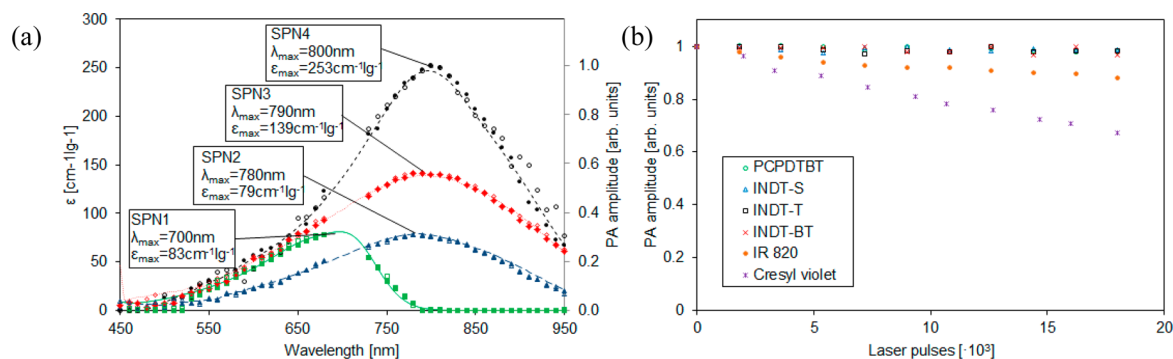 (a)
300
250
200
150
100
50
0
ε [cm-1lg-1]
SPN4
λmax=800nm
εmax=253cm-1lg-1
SPN3
λmax=790nm
εmax=139cm-1lg-1
SPN2
λmax=780nm
εmax=79cm-1lg-1
SPN1
λmax=700nm
εmax=83cm-1lg-1
1.0
0.8
0.6
0.4
0.2
0.0
PA amplitude [arb. units]
450 550 650 750 850 950
Wavelength [nm]
(b)
1
0.8
0.6
0.4
0.2
0
PA amplitude [arb. units]
PCPDTBT
INDT-S
INDT-T
INDT-BT
IR 820
Cresyl violet
0 5 10 15 20
Laser pulses [·10³]